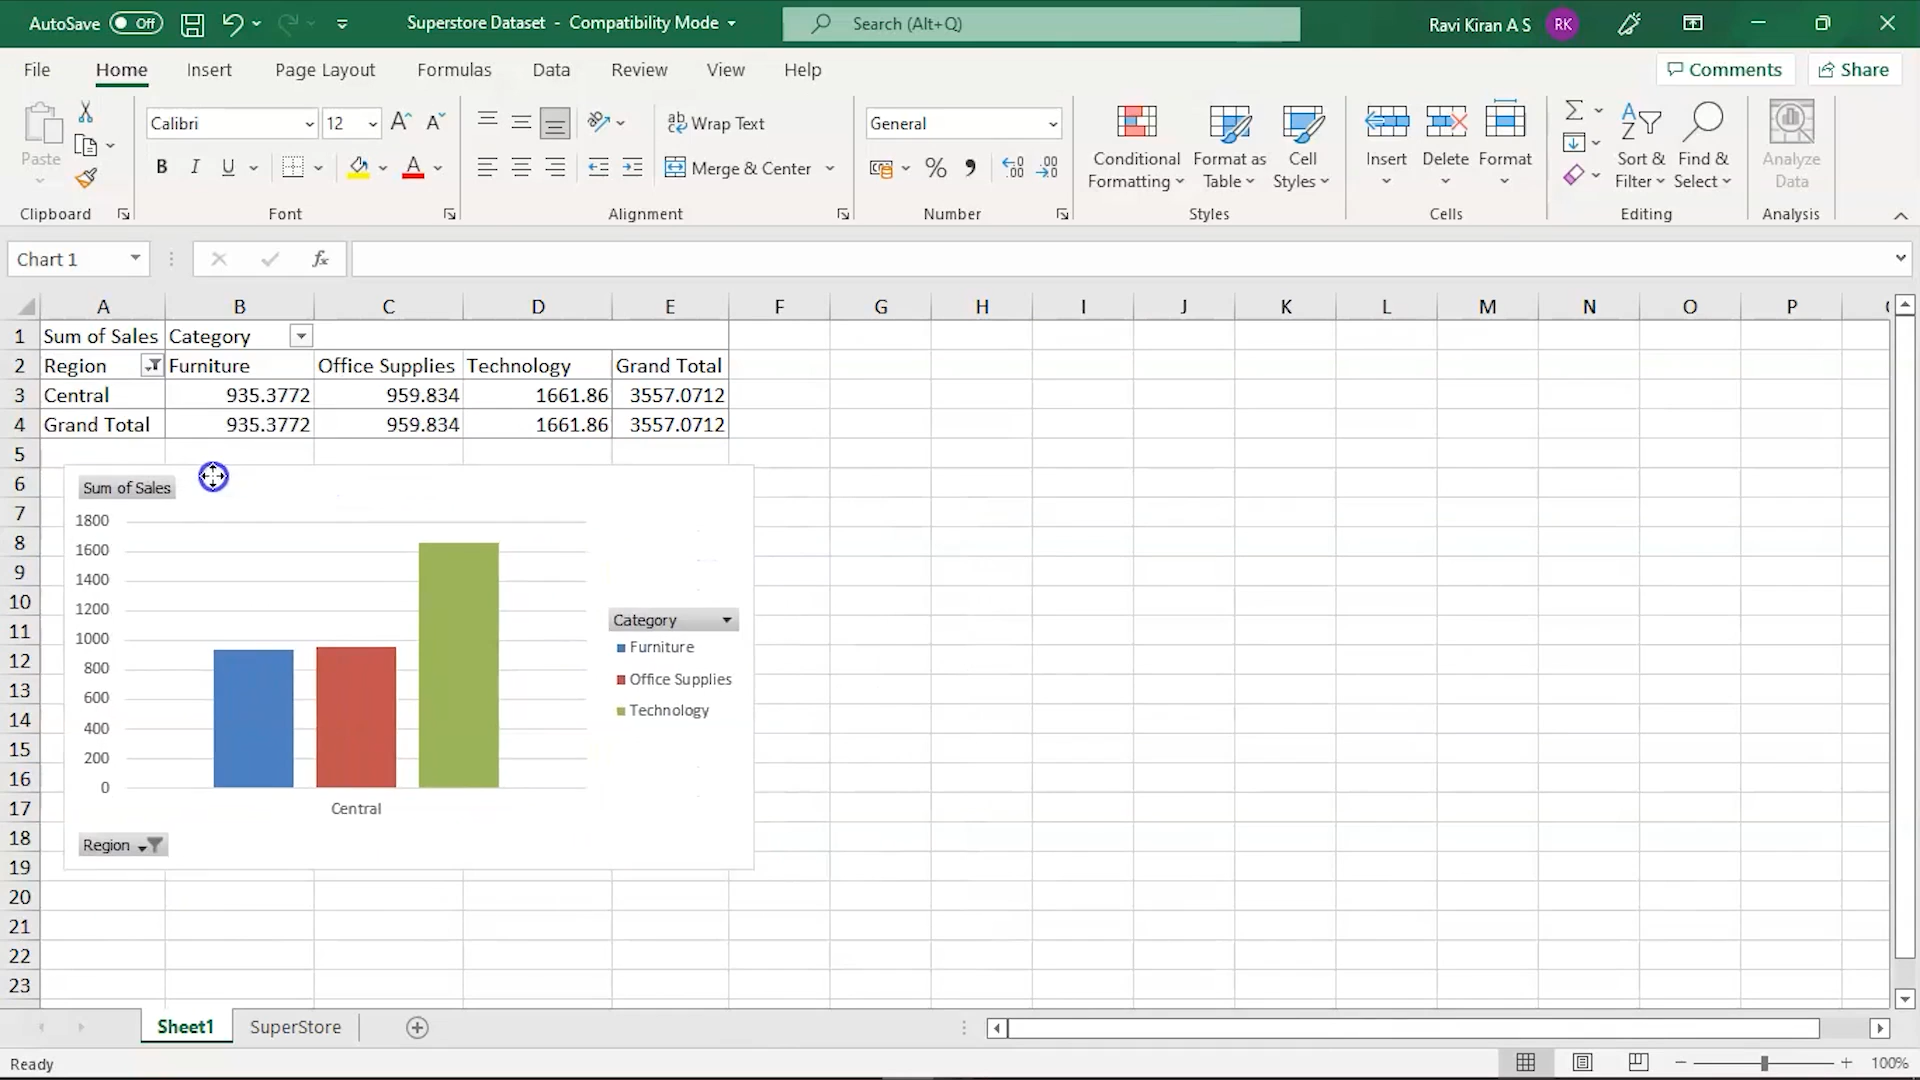 AutoSave Off Superstore Dataset - Compatibility Mode Search (Alt+Q) Ravi Kiran A S RK
File Home Insert Page Layout Formulas Data Review View Help Comments Share
Paste Calibri 12 Wrap Text General Conditional Formatting Format as Table Cell Styles Insert Delete Format Sort & Filter Find & Select Analyze Data
B I U Merge & Center
Clipboard Font Alignment Number Styles Cells Editing Analysis
Chart 1 fx
A B C D E F G H I J K L M N O P
1 Sum of Sales Category
2 Region Furniture Office Supplies Technology Grand Total
3 Central 935.3772 959.834 1661.86 3557.0712
4 Grand Total 935.3772 959.834 1661.86 3557.0712
5
6
7
8
9
10
11
12
13
14
15
16
17
18
19
20
21
22
23
Sum of Sales
1800
1600
1400
1200
1000
800
600
400
200
0
Central
Category
Furniture
Office Supplies
Technology
Region
Sheet1 SuperStore
Ready 100%